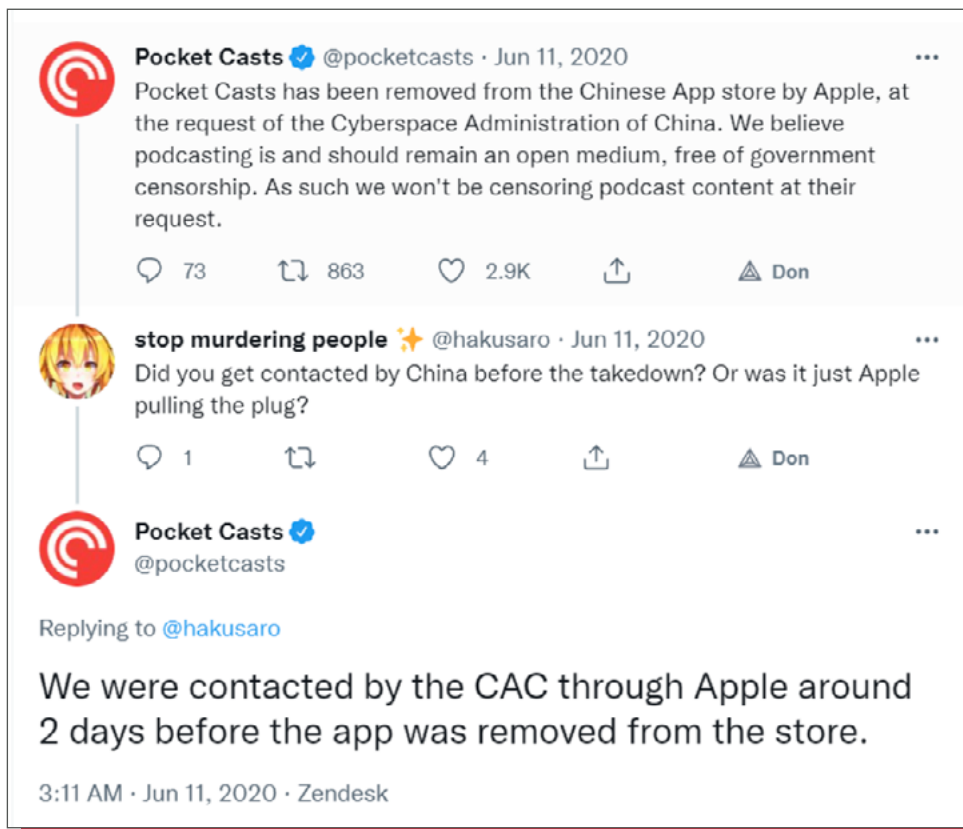 Pocket Casts @pocketcasts · Jun 11, 2020
Pocket Casts has been removed from the Chinese App store by Apple, at
the request of the Cyberspace Administration of China. We believe
podcasting is and should remain an open medium, free of government
censorship. As such we won't be censoring podcast content at their
request.
73 863 2.9K Don
stop murdering people ✨ @hakusaro · Jun 11, 2020
Did you get contacted by China before the takedown? Or was it just Apple
pulling the plug?
1 4 Don
Pocket Casts
@pocketcasts
Replying to @hakusaro
We were contacted by the CAC through Apple around
2 days before the app was removed from the store.
3:11 AM · Jun 11, 2020 · Zendesk